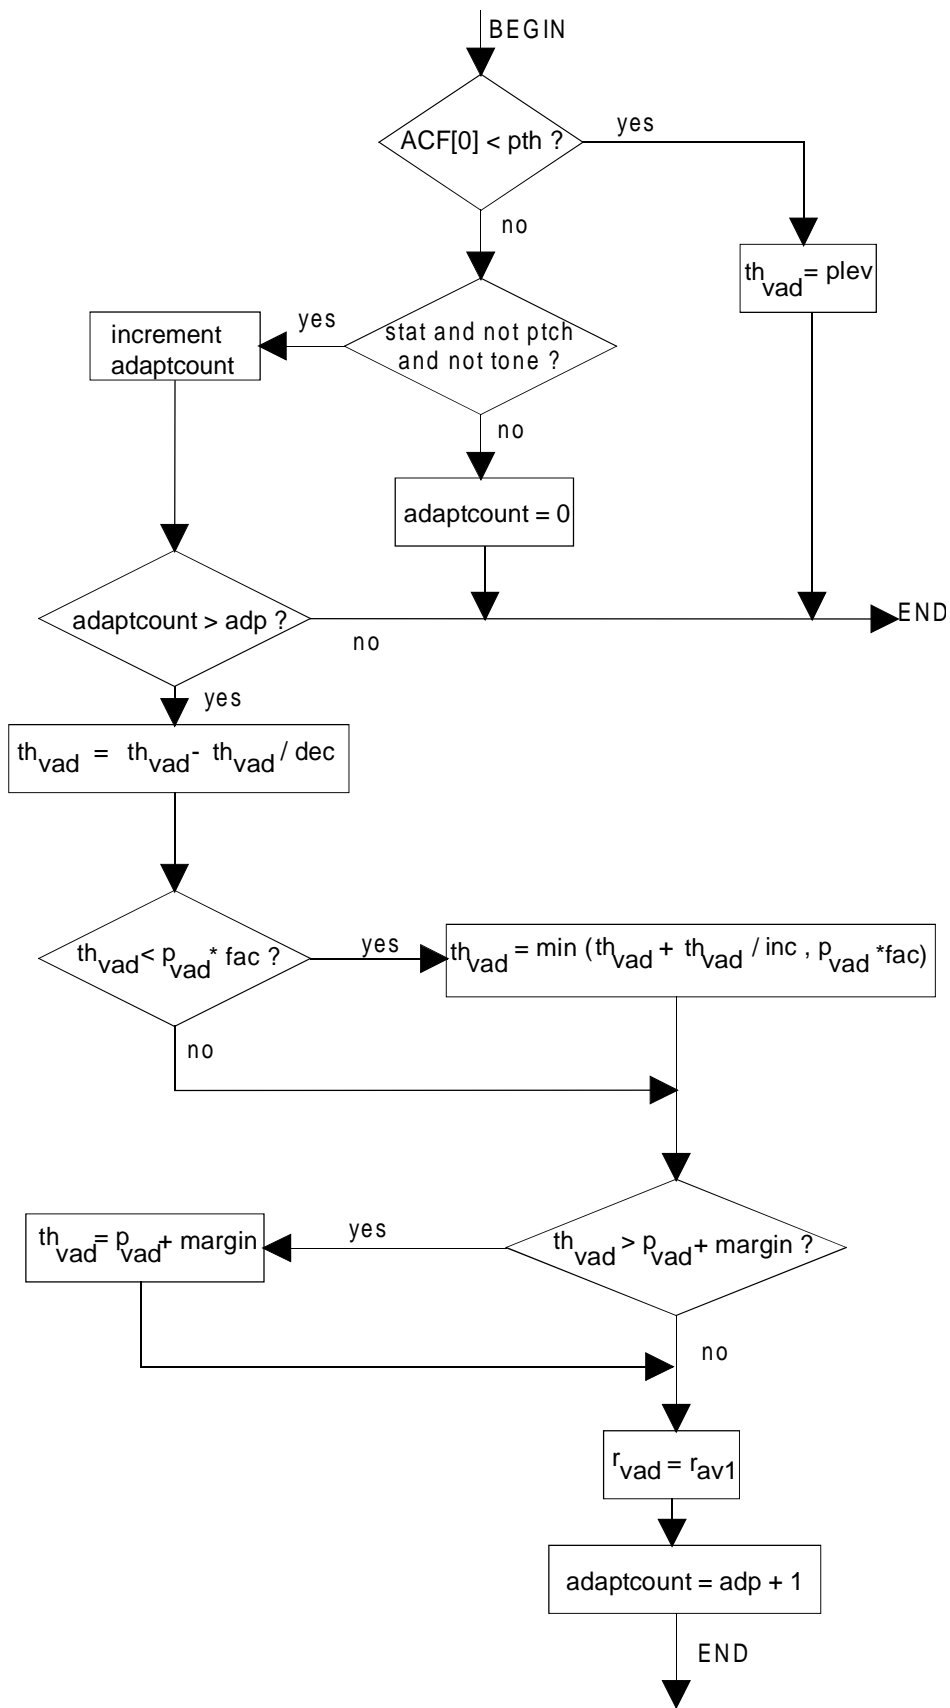 BEGIN
ACF[0] < pth ?
yes
no
th_vad = plev
stat and not ptch
and not tone ?
yes
increment
adaptcount
no
adaptcount = 0
adaptcount > adp ?
no
END
yes
th_vad = th_vad - th_vad / dec
th_vad < p_vad * fac ?
yes
th_vad = min (th_vad + th_vad / inc , p_vad *fac)
no
th_vad > p_vad + margin ?
yes
th_vad = p_vad + margin
no
r_vad = r_av1
adaptcount = adp + 1
END